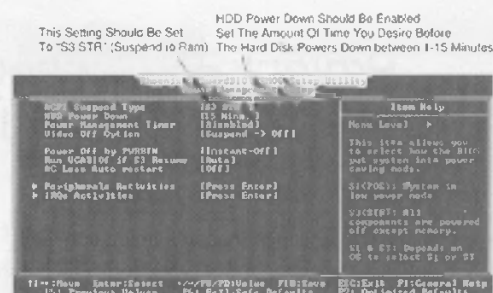 HDD Power Down Should Be Enabled
This Setting Should Be Set
Set The Amount Of Time You Desire Before
To "S3 STR" (Suspend to Ram)
The Hard Disk Powers Down between 1-15 Minutes
Setup Utility
ACPI Suspend Type
HDD Power Down [15 Mins.]
Power Management Timer [Disabled]
Video Off Option [Suspend -> Off]
Power Off by PWRBTN [Instant-Off]
Run VGABIOS if S3 Resume [Auto]
AC Loss Auto restart [Off]
Peripherals Activities [Press Enter]
IRQs Activities [Press Enter]
Item Help
Menu Level
This item allows you
to select how the BIOS
put system into power
saving mode.
S1(POS): System in
low power mode
S3(STR): All
components are powered
off except memory.
S1 & S3: Depends on
OS to select S1 or S3
:Move Enter:Select +/-/PU/PD:Value F10:Save ESC:Exit F1:General Help
Previous Values F6: Fail-Safe Defaults Optimized Defaults